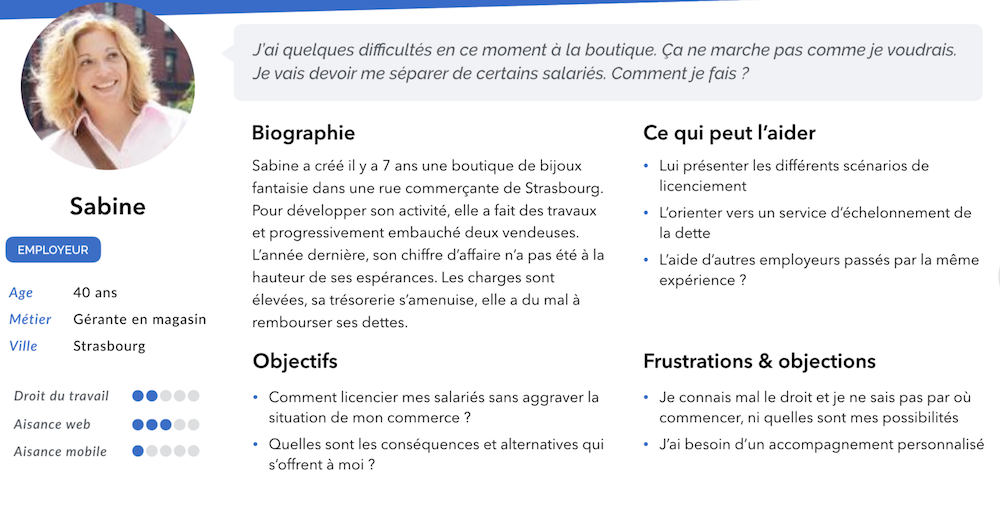 J'ai quelques difficultés en ce moment à la boutique. Ça ne marche pas comme je voudrais.
Je vais devoir me séparer de certains salariés. Comment je fais ?
Sabine
EMPLOYEUR
Age 40 ans
Métier Gérante en magasin
Ville Strasbourg
Droit du travail
Aisance web
Aisance mobile
Biographie
Sabine a créé il y a 7 ans une boutique de bijoux
fantaisie dans une rue commerçante de Strasbourg.
Pour développer son activité, elle a fait des travaux
et progressivement embauché deux vendeuses.
L'année dernière, son chiffre d'affaire n'a pas été à la
hauteur de ses espérances. Les charges sont
élevées, sa trésorerie s'amenuise, elle a du mal à
rembourser ses dettes.
Ce qui peut l'aider
• Lui présenter les différents scénarios de
licenciement
• L'orienter vers un service d'échelonnement de
la dette
• L'aide d'autres employeurs passés par la même
expérience ?
Objectifs
• Comment licencier mes salariés sans aggraver la
situation de mon commerce ?
• Quelles sont les conséquences et alternatives qui
s'offrent à moi ?
Frustrations & objections
• Je connais mal le droit et je ne sais pas par où
commencer, ni quelles sont mes possibilités
• J'ai besoin d'un accompagnement personnalisé